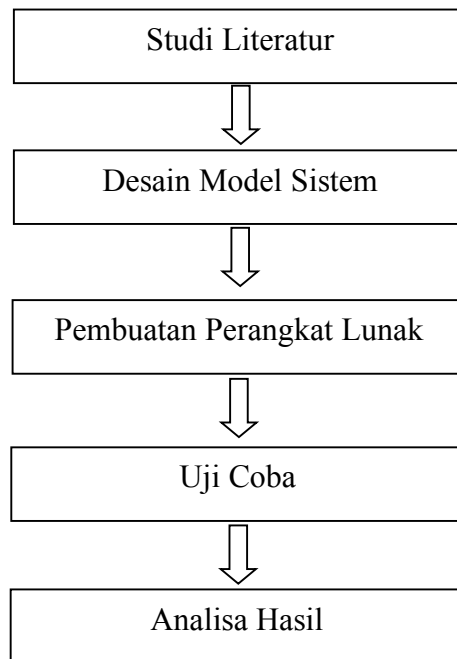 Studi Literatur
Desain Model Sistem
Pembuatan Perangkat Lunak
Uji Coba
Analisa Hasil